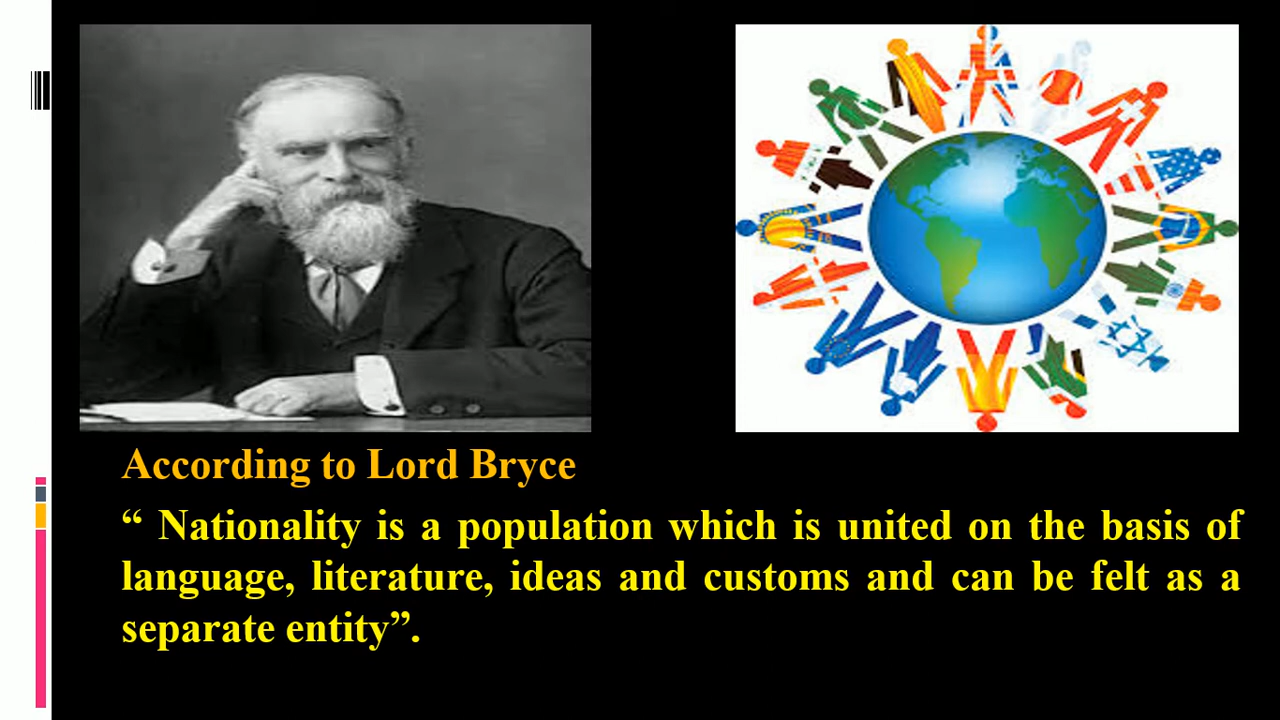 According to Lord Bryce
“ Nationality is a population which is united on the basis of
language, literature, ideas and customs and can be felt as a
separate entity”.